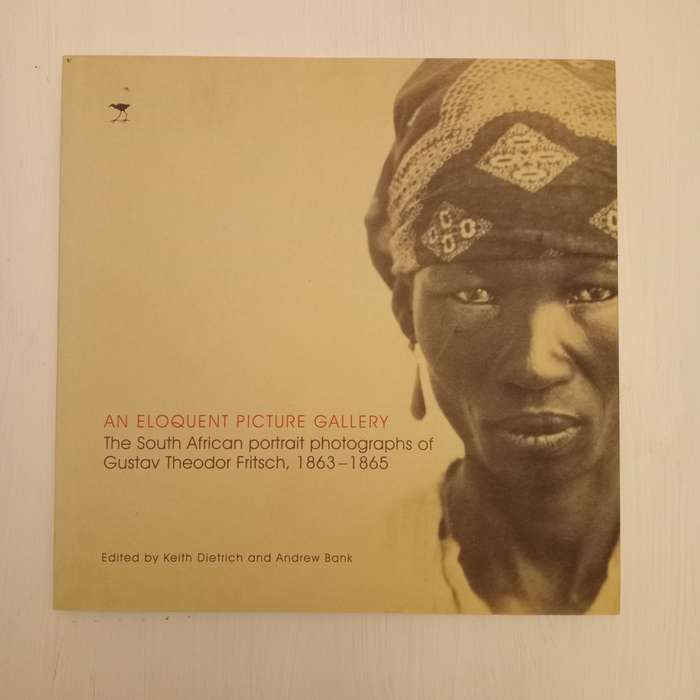 AN ELOQUENT PICTURE GALLERY
The South African portrait photographs of
Gustav Theodor Fritsch, 1863–1865
Edited by Keith Dietrich and Andrew Bank